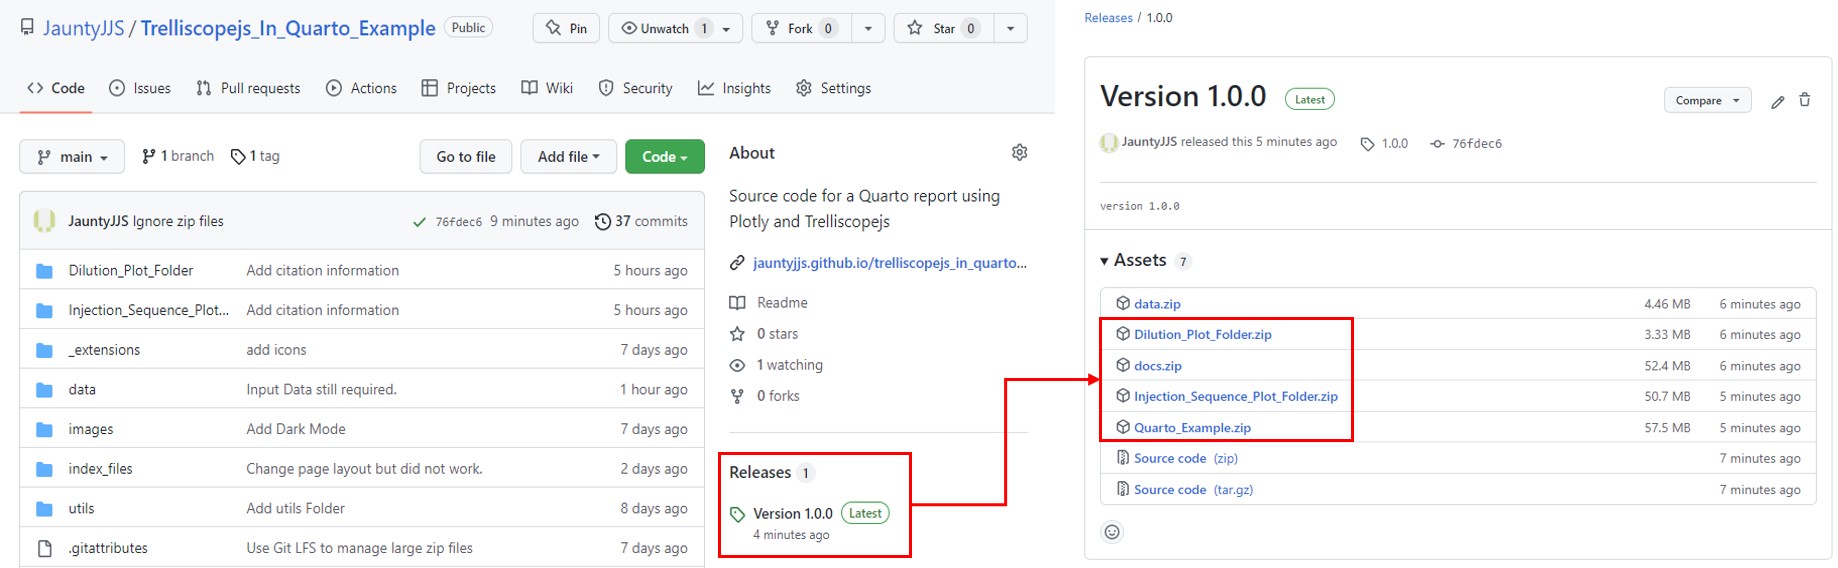 JauntyJJS / Trelliscopejs_In_Quarto_Example Public
Pin
Unwatch 1
Fork 0
Star 0
Code
Issues
Pull requests
Actions
Projects
Wiki
Security
Insights
Settings
main
1 branch
1 tag
Go to file
Add file
Code
JauntyJJS Ignore zip files 76fdec6 9 minutes ago 37 commits
Dilution_Plot_Folder Add citation information 5 hours ago
Injection_Sequence_Plot... Add citation information 5 hours ago
_extensions add icons 7 days ago
data Input Data still required. 1 hour ago
images Add Dark Mode 7 days ago
index_files Change page layout but did not work. 2 days ago
utils Add utils Folder 8 days ago
.gitattributes Use Git LFS to manage large zip files 7 days ago
About
Source code for a Quarto report using
Plotly and Trelliscopejs
jauntyjjs.github.io/trelliscopejs_in_quarto...
Readme
0 stars
1 watching
0 forks
Releases 1
Version 1.0.0 Latest
4 minutes ago
Releases / 1.0.0
Version 1.0.0 Latest
Compare
JauntyJJS released this 5 minutes ago 1.0.0 76fdec6
version 1.0.0
Assets 7
data.zip 4.46 MB 6 minutes ago
Dilution_Plot_Folder.zip 3.33 MB 6 minutes ago
docs.zip 52.4 MB 6 minutes ago
Injection_Sequence_Plot_Folder.zip 50.7 MB 5 minutes ago
Quarto_Example.zip 57.5 MB 5 minutes ago
Source code (zip) 7 minutes ago
Source code (tar.gz) 7 minutes ago